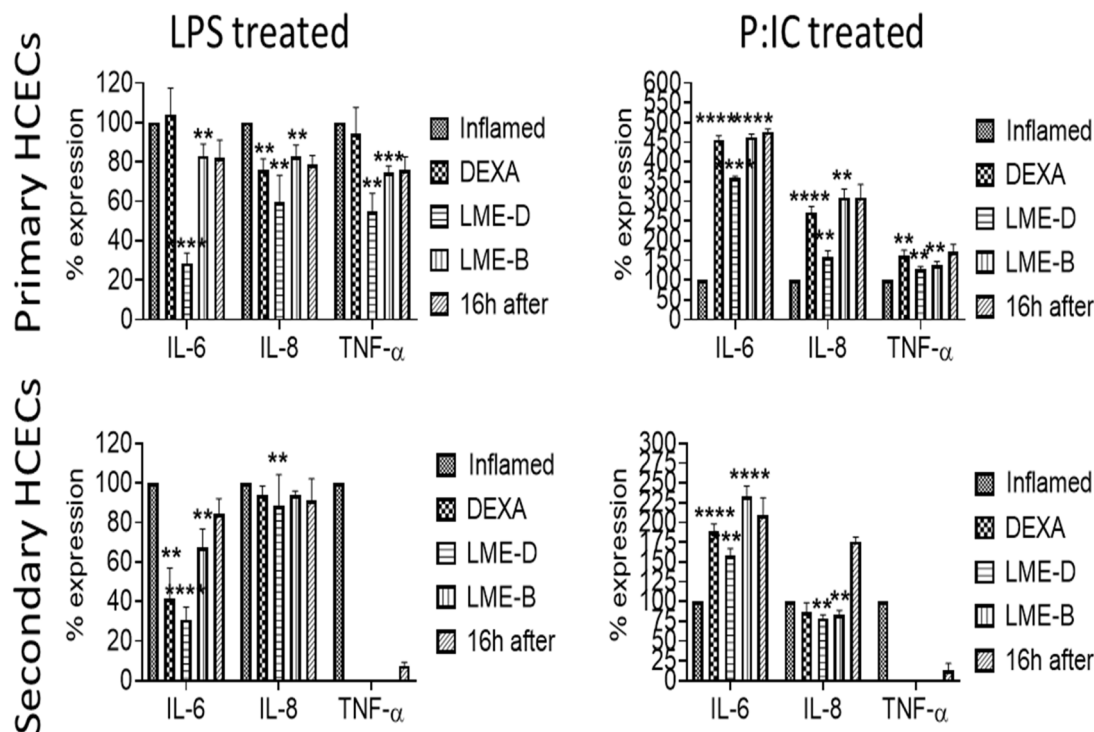 LPS treated
P:IC treated
Primary HCECs
% expression
120
100
80
60
40
20
0
** ** *** **** ** **
***
IL-6 IL-8 TNF-α
Inflamed
DEXA
LME-D
LME-B
16h after
% expression
600
550
500
450
400
350
300
250
200
150
100
50
0
**** ****
**** **
** ** ** **
IL-6 IL-8 TNF-α
Inflamed
DEXA
LME-D
LME-B
16h after
Secondary HCECs
% expression
120
100
80
60
40
20
0
**
** **
****
IL-6 IL-8 TNF-α
Inflamed
DEXA
LME-D
LME-B
16h after
% expression
300
275
250
225
200
175
150
125
100
75
50
25
0
****
****
**
** **
IL-6 IL-8 TNF-α
Inflamed
DEXA
LME-D
LME-B
16h after